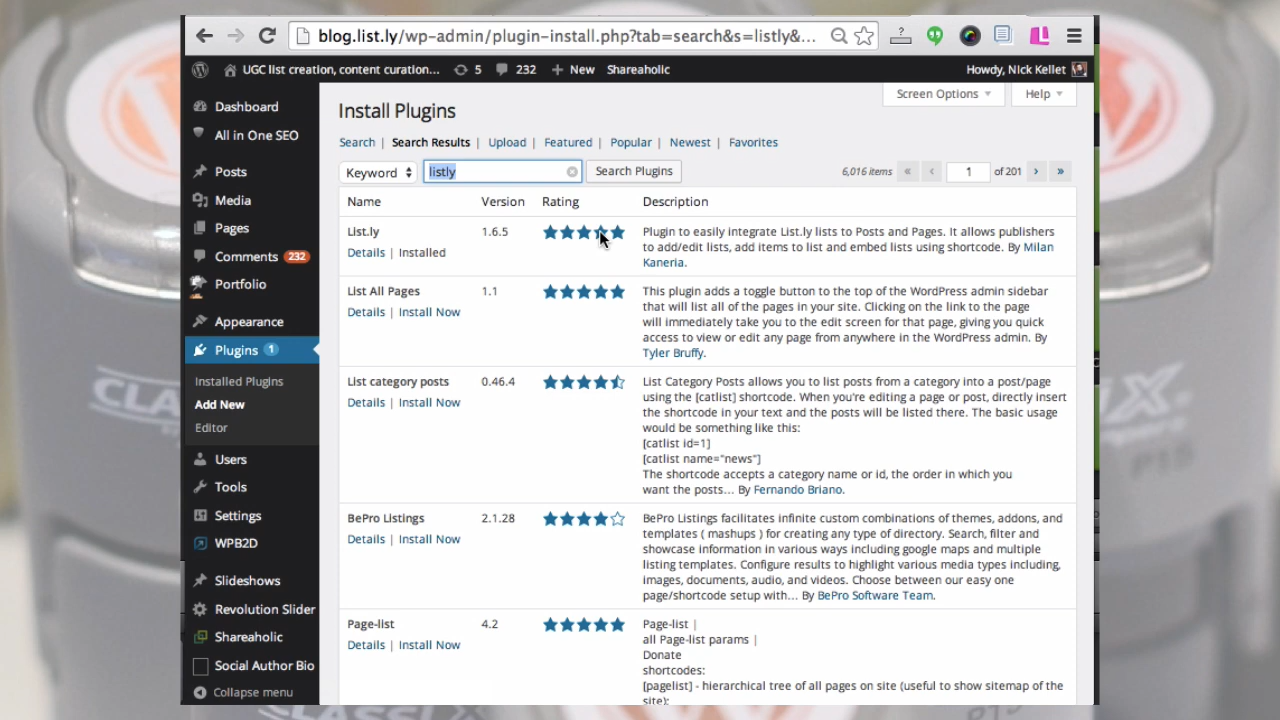 blog.list.ly/wp-admin/plugin-install.php?tab=search&s=listly&...
UGC list creation, content curation... 5 232 New Shareaholic Howdy, Nick Kellet
Screen Options Help
Install Plugins
Search | Search Results | Upload | Featured | Popular | Newest | Favorites
Keyword listly Search Plugins 6,016 items « ‹ 1 of 201 › »
Dashboard
All in One SEO
Posts
Media
Pages
Comments 232
Portfolio
Appearance
Plugins 1
Installed Plugins
Add New
Editor
Users
Tools
Settings
WPB2D
Slideshows
Revolution Slider
Shareaholic
Social Author Bio
Collapse menu
Name Version Rating Description
List.ly 1.6.5
Details | Installed
Plugin to easily integrate List.ly lists to Posts and Pages. It allows publishers
to add/edit lists, add items to list and embed lists using shortcode. By Milan
Kaneria.
List All Pages 1.1
Details | Install Now
This plugin adds a toggle button to the top of the WordPress admin sidebar
that will list all of the pages in your site. Clicking on the link to the page
will immediately take you to the edit screen for that page, giving you quick
access to view or edit any page from anywhere in the WordPress admin. By
Tyler Bruffy.
List category posts 0.46.4
Details | Install Now
List Category Posts allows you to list posts from a category into a post/page
using the [catlist] shortcode. When you're editing a page or post, directly insert
the shortcode in your text and the posts will be listed there. The basic usage
would be something like this:
[catlist id=1]
[catlist name="news"]
The shortcode accepts a category name or id, the order in which you
want the posts... By Fernando Briano.
BePro Listings 2.1.28
Details | Install Now
BePro Listings facilitates infinite custom combinations of themes, addons, and
templates ( mashups ) for creating any type of directory. Search, filter and
showcase information in various ways including google maps and multiple
listing templates. Configure results to highlight various media types including,
images, documents, audio, and videos. Choose between our easy one
page/shortcode setup with... By BePro Software Team.
Page-list 4.2
Details | Install Now
Page-list |
all Page-list params |
Donate
shortcodes:
[pagelist] - hierarchical tree of all pages on site (useful to show sitemap of the
site);